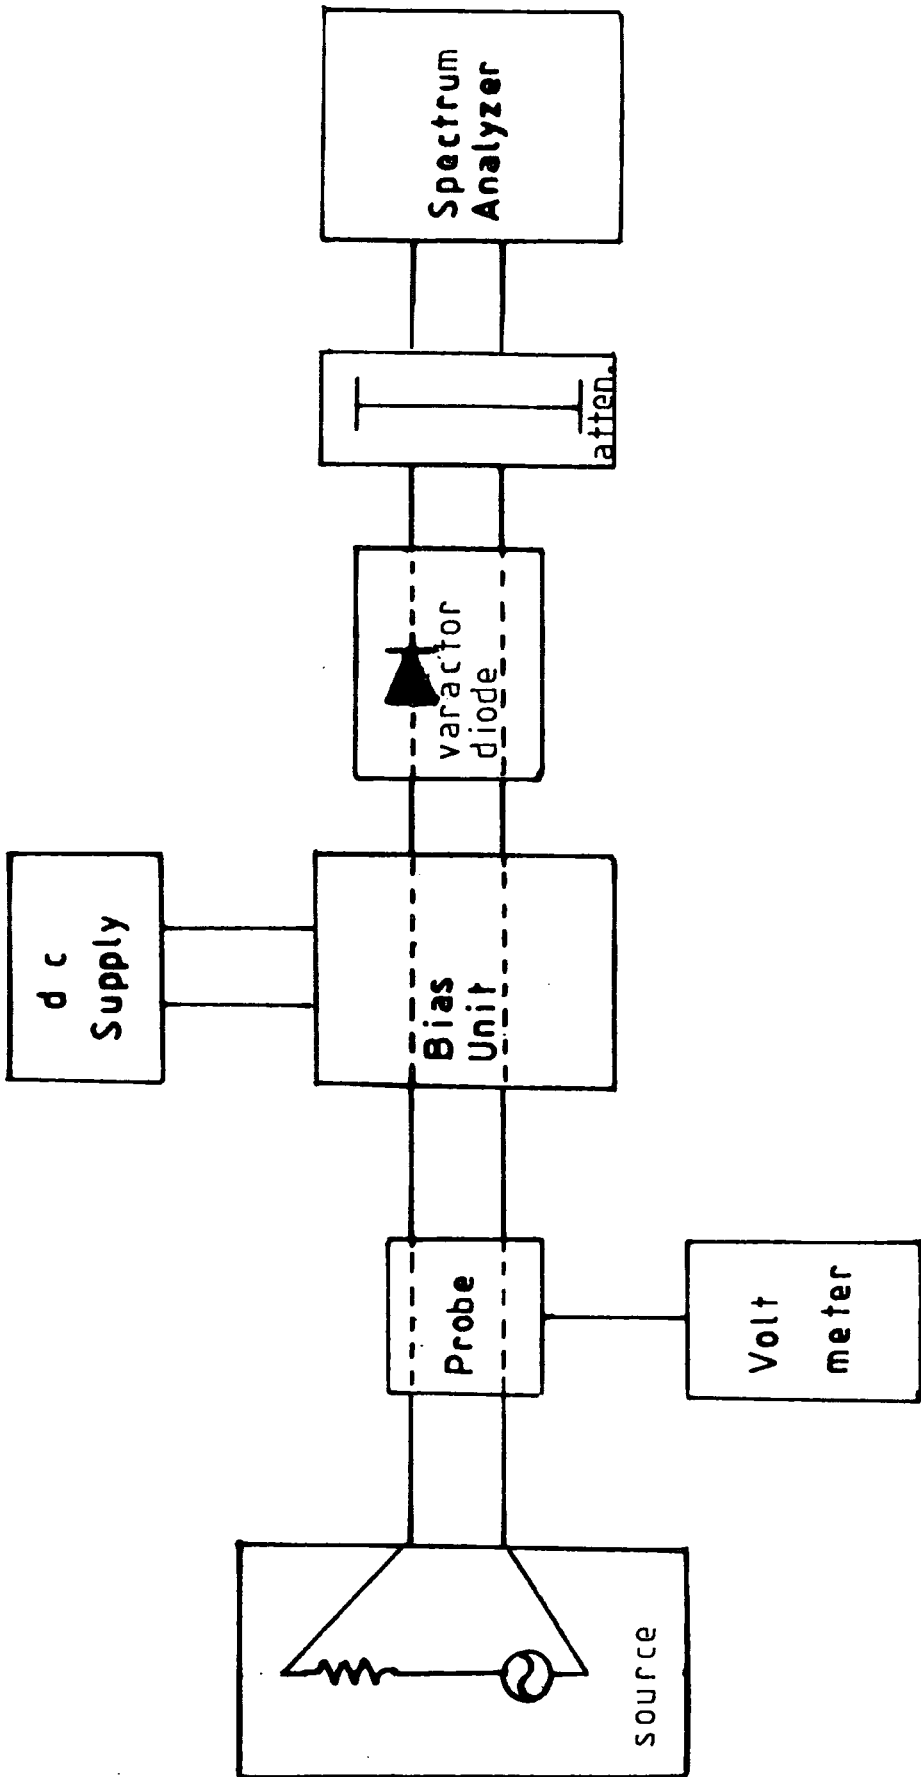 d c
Supply
source
Probe
Bias
Unit
varactor
diode
atten.
Spectrum
Analyzer
Volt
meter